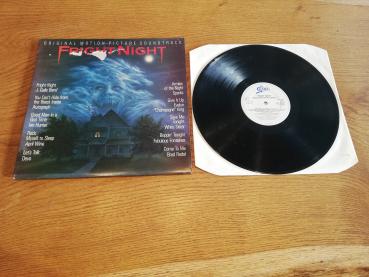 ORIGINAL MOTION PICTURE SOUNDTRACK
FRIGHT NIGHT
Fright Night
J. Geils Band
You Can't Hide from
the Beast Inside
Autograph
Good Man in a
Bad Time
Ian Hunter
Rock
Myself to Sleep
April Wine
Let's Talk
Devo
Armies
of the Night
Sparks
Give It Up
Evelyn
"Champagne" King
Save Me
Tonight
White Sister
Boppin' Tonight
Fabulous Fontaines
Come To Me
Brad Fiedel
Epic